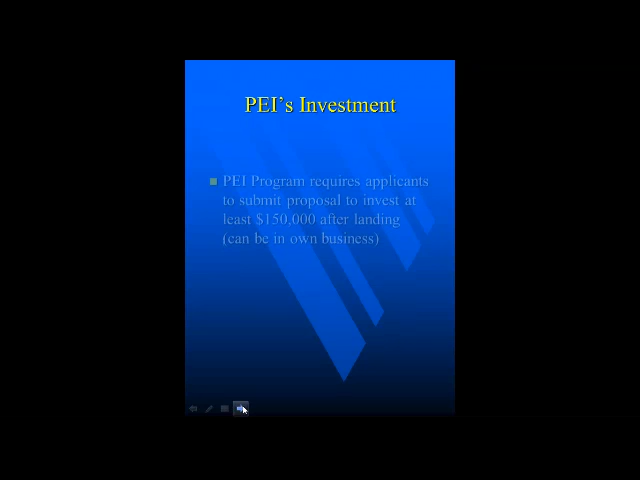 PEI's Investment
PEI Program requires applicants
to submit proposal to invest at
least $150,000 after landing
(can be in own business)